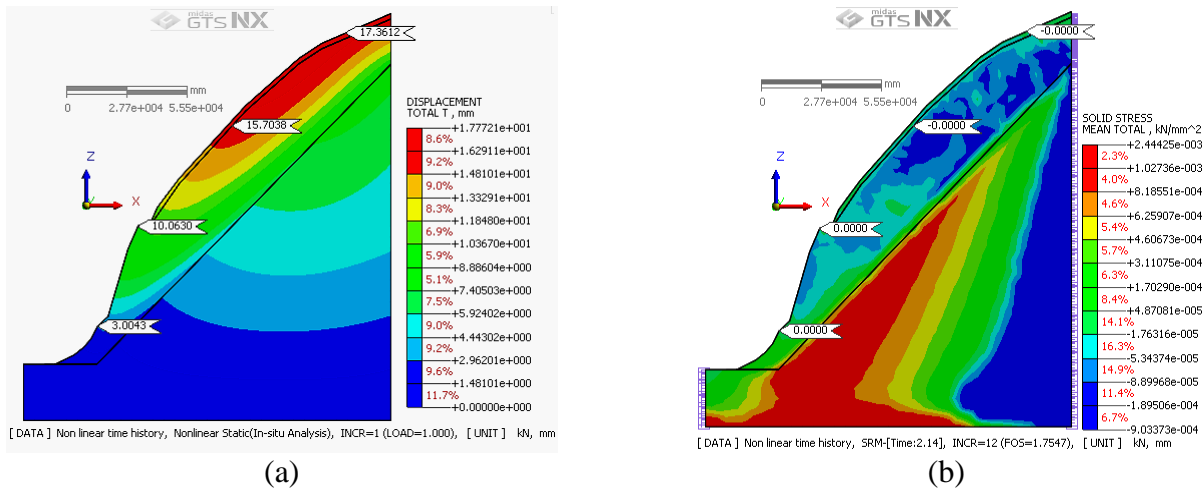 midas
GTS NX
17.3612
mm
0 2.77e+004 5.55e+004
15.7038
Z
X
10.0630
3.0043
DISPLACEMENT
TOTAL T , mm
+1.77721e+001
8.6%
+1.62911e+001
9.2%
+1.48101e+001
9.0%
+1.33291e+001
8.3%
+1.18480e+001
6.9%
+1.03670e+001
5.9%
+8.88604e+000
5.1%
+7.40503e+000
7.5%
+5.92402e+000
9.0%
+4.44302e+000
9.2%
+2.96201e+000
9.6%
+1.48101e+000
11.7%
+0.00000e+000
[ DATA ] Non linear time history, Nonlinear Static(In-situ Analysis), INCR=1 (LOAD=1.000), [ UNIT ] kN, mm
(a)
midas
GTS NX
-0.0000
mm
0 2.77e+004 5.55e+004
-0.0000
Z
X
0.0000
0.0000
SOLID STRESS
MEAN TOTAL , kN/mm^2
+2.44425e-003
2.3%
+1.02736e-003
4.0%
+8.18551e-004
4.6%
+6.25907e-004
5.4%
+4.60673e-004
5.7%
+3.11075e-004
6.3%
+1.70290e-004
8.4%
+4.87081e-005
14.1%
-1.76316e-005
16.3%
-5.34374e-005
14.9%
-8.89968e-005
11.4%
-1.89506e-004
6.7%
-9.03373e-004
[ DATA ] Non linear time history, SRM-[Time:2.14], INCR=12 (FOS=1.7547), [ UNIT ] kN, mm
(b)